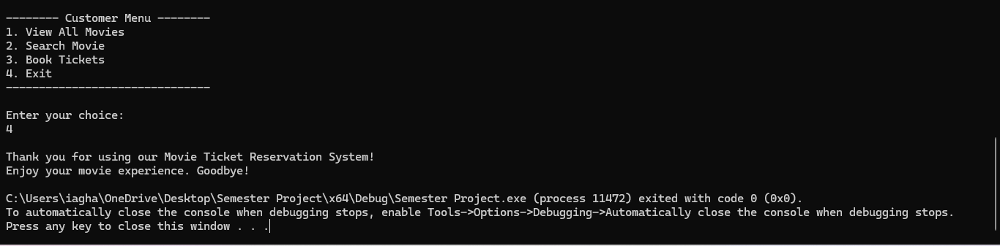 -------- Customer Menu --------
1. View All Movies
2. Search Movie
3. Book Tickets
4. Exit
-------------------------------
Enter your choice:
4
Thank you for using our Movie Ticket Reservation System!
Enjoy your movie experience. Goodbye!
C:\Users\iagha\OneDrive\Desktop\Semester Project\x64\Debug\Semester Project.exe (process 11472) exited with code 0 (0x0).
To automatically close the console when debugging stops, enable Tools->Options->Debugging->Automatically close the console when debugging stops.
Press any key to close this window . . .